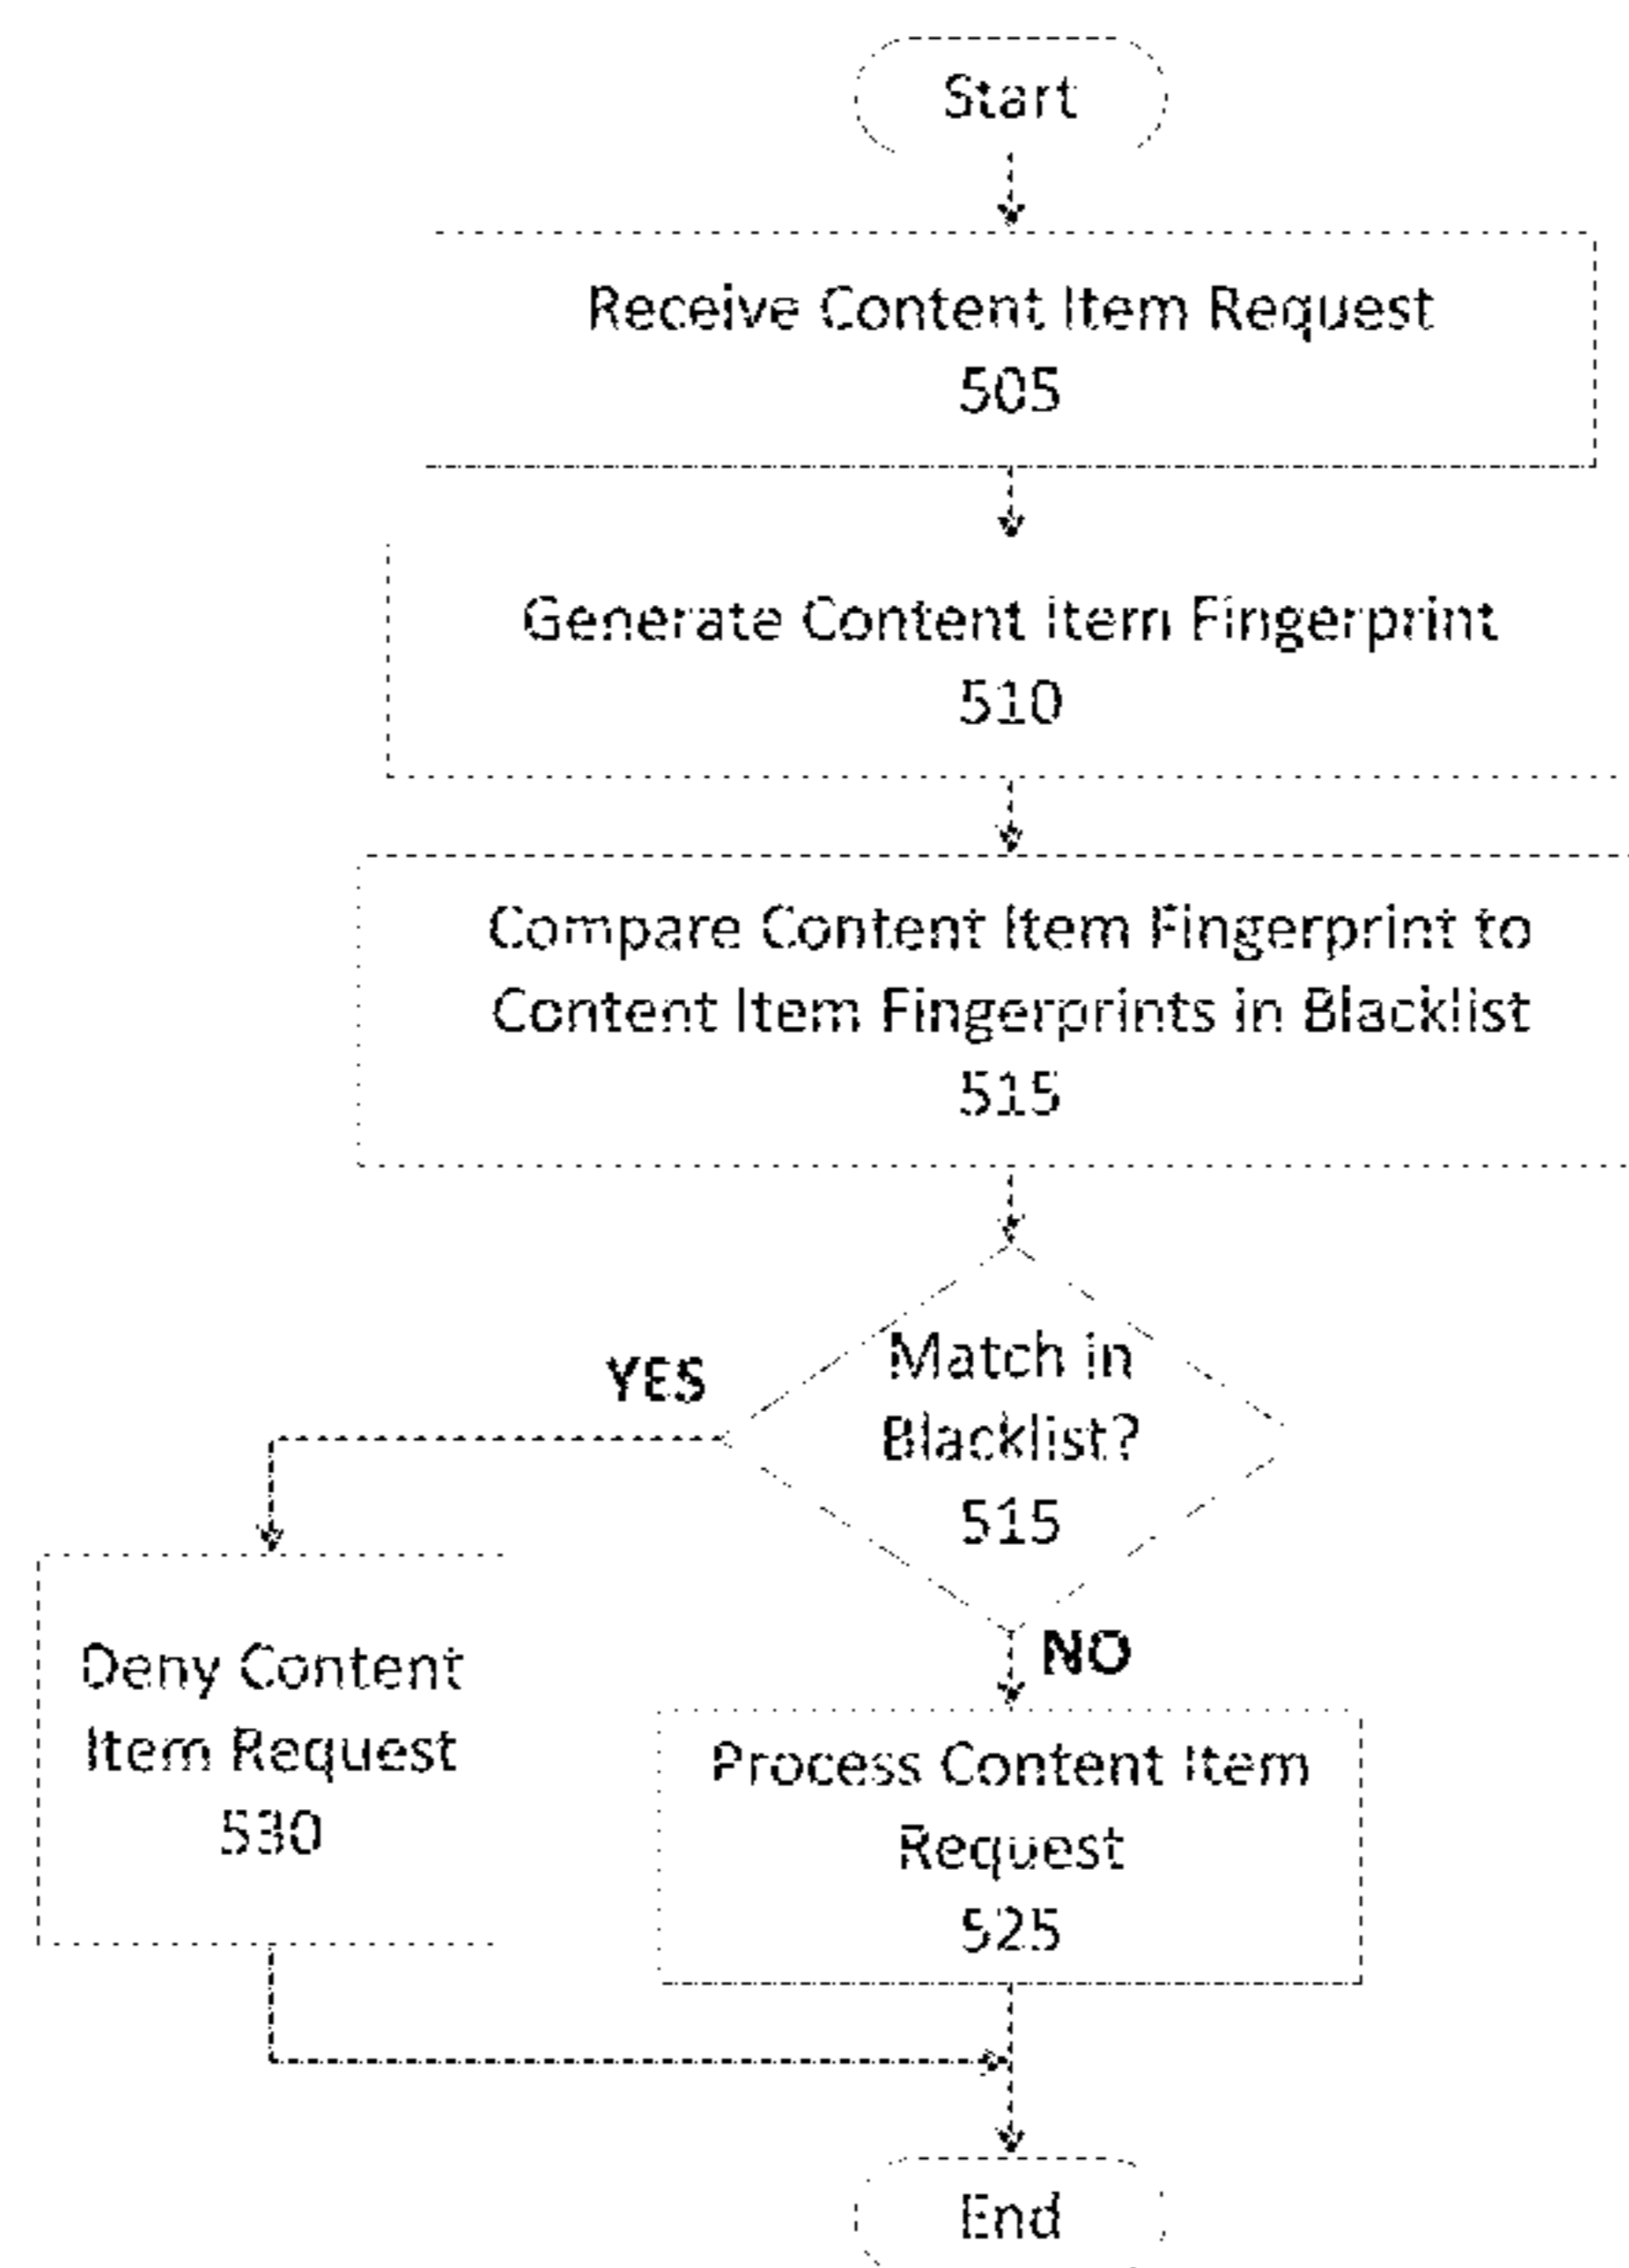 Start
Receive Content Item Request
505
Generate Content Item Fingerprint
510
Compare Content Item Fingerprint to
Content Item Fingerprints in Blacklist
515
Match in
Blacklist?
515
YES
NO
Deny Content
Item Request
530
Process Content Item
Request
525
End